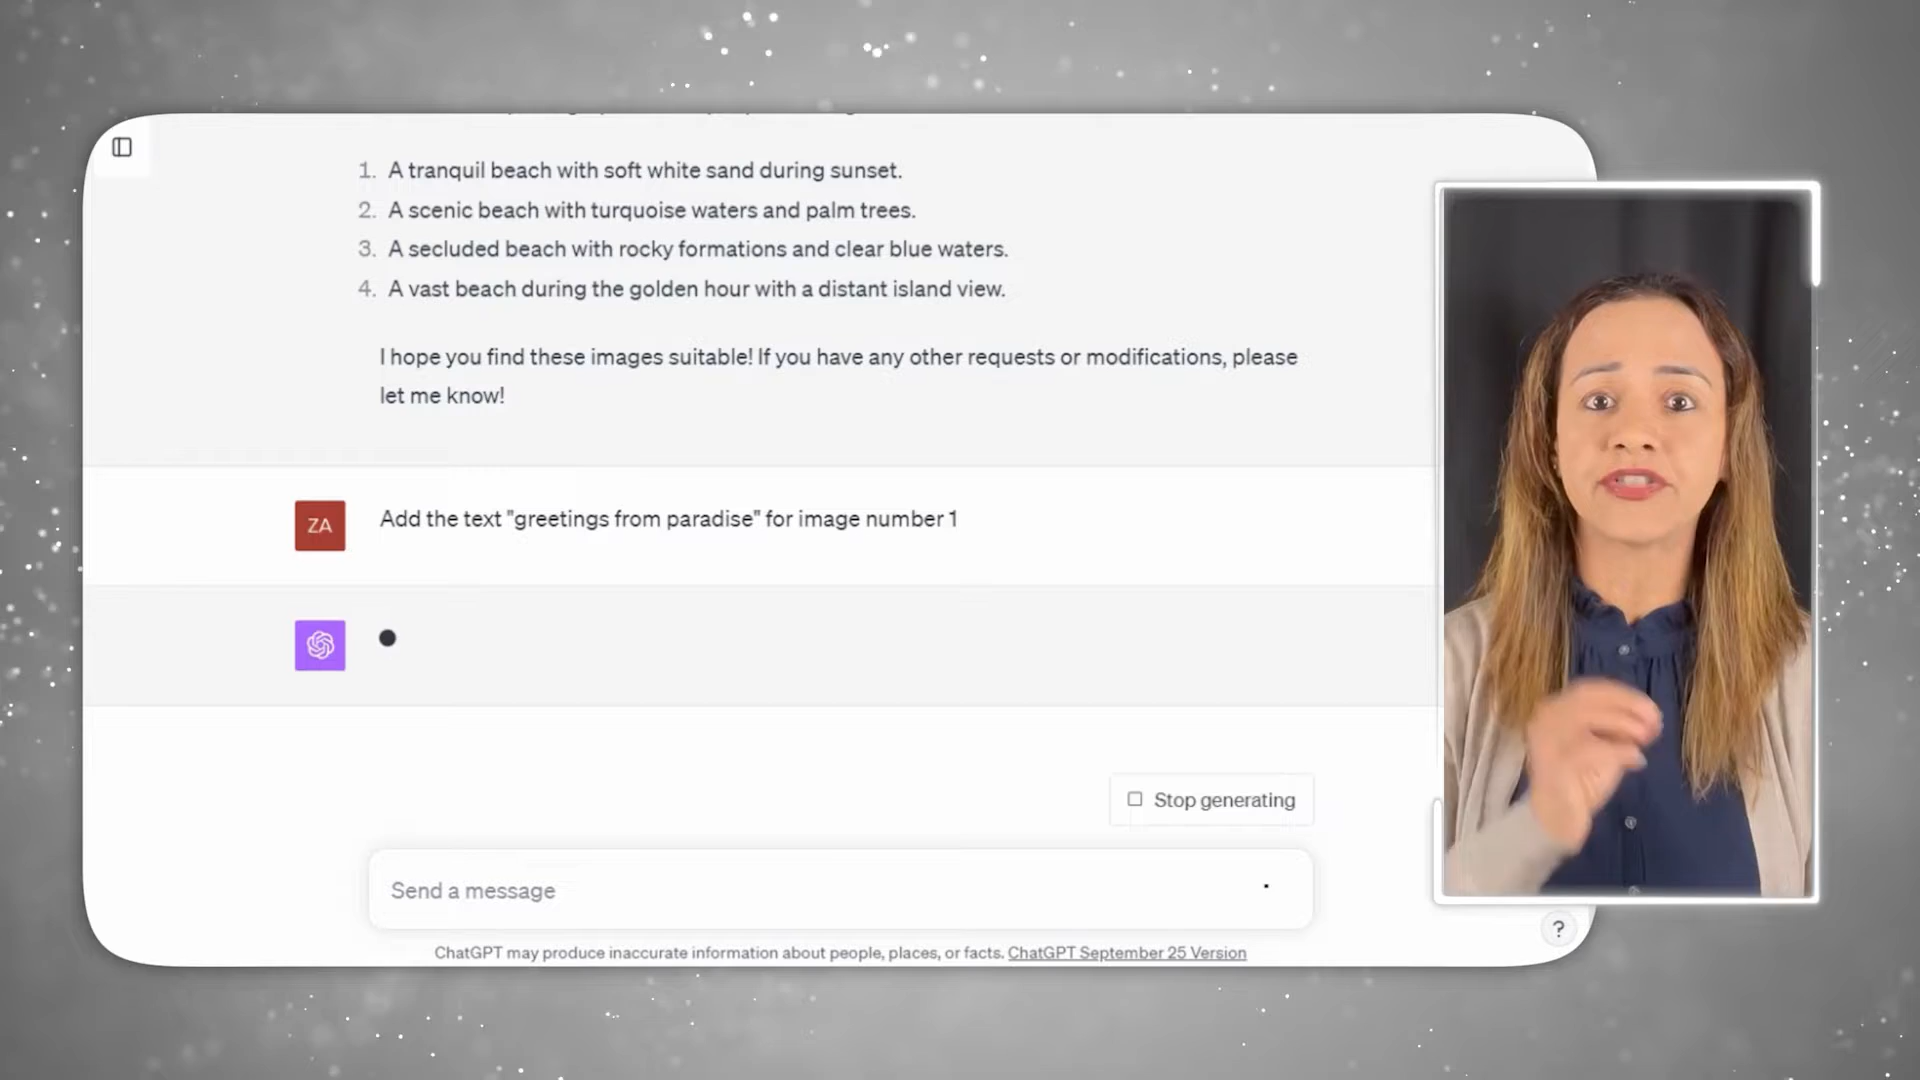 1. A tranquil beach with soft white sand during sunset.
2. A scenic beach with turquoise waters and palm trees.
3. A secluded beach with rocky formations and clear blue waters.
4. A vast beach during the golden hour with a distant island view.
I hope you find these images suitable! If you have any other requests or modifications, please
let me know!
ZA Add the text "greetings from paradise" for image number 1
Stop generating
Send a message
?
ChatGPT may produce inaccurate information about people, places, or facts. ChatGPT September 25 Version